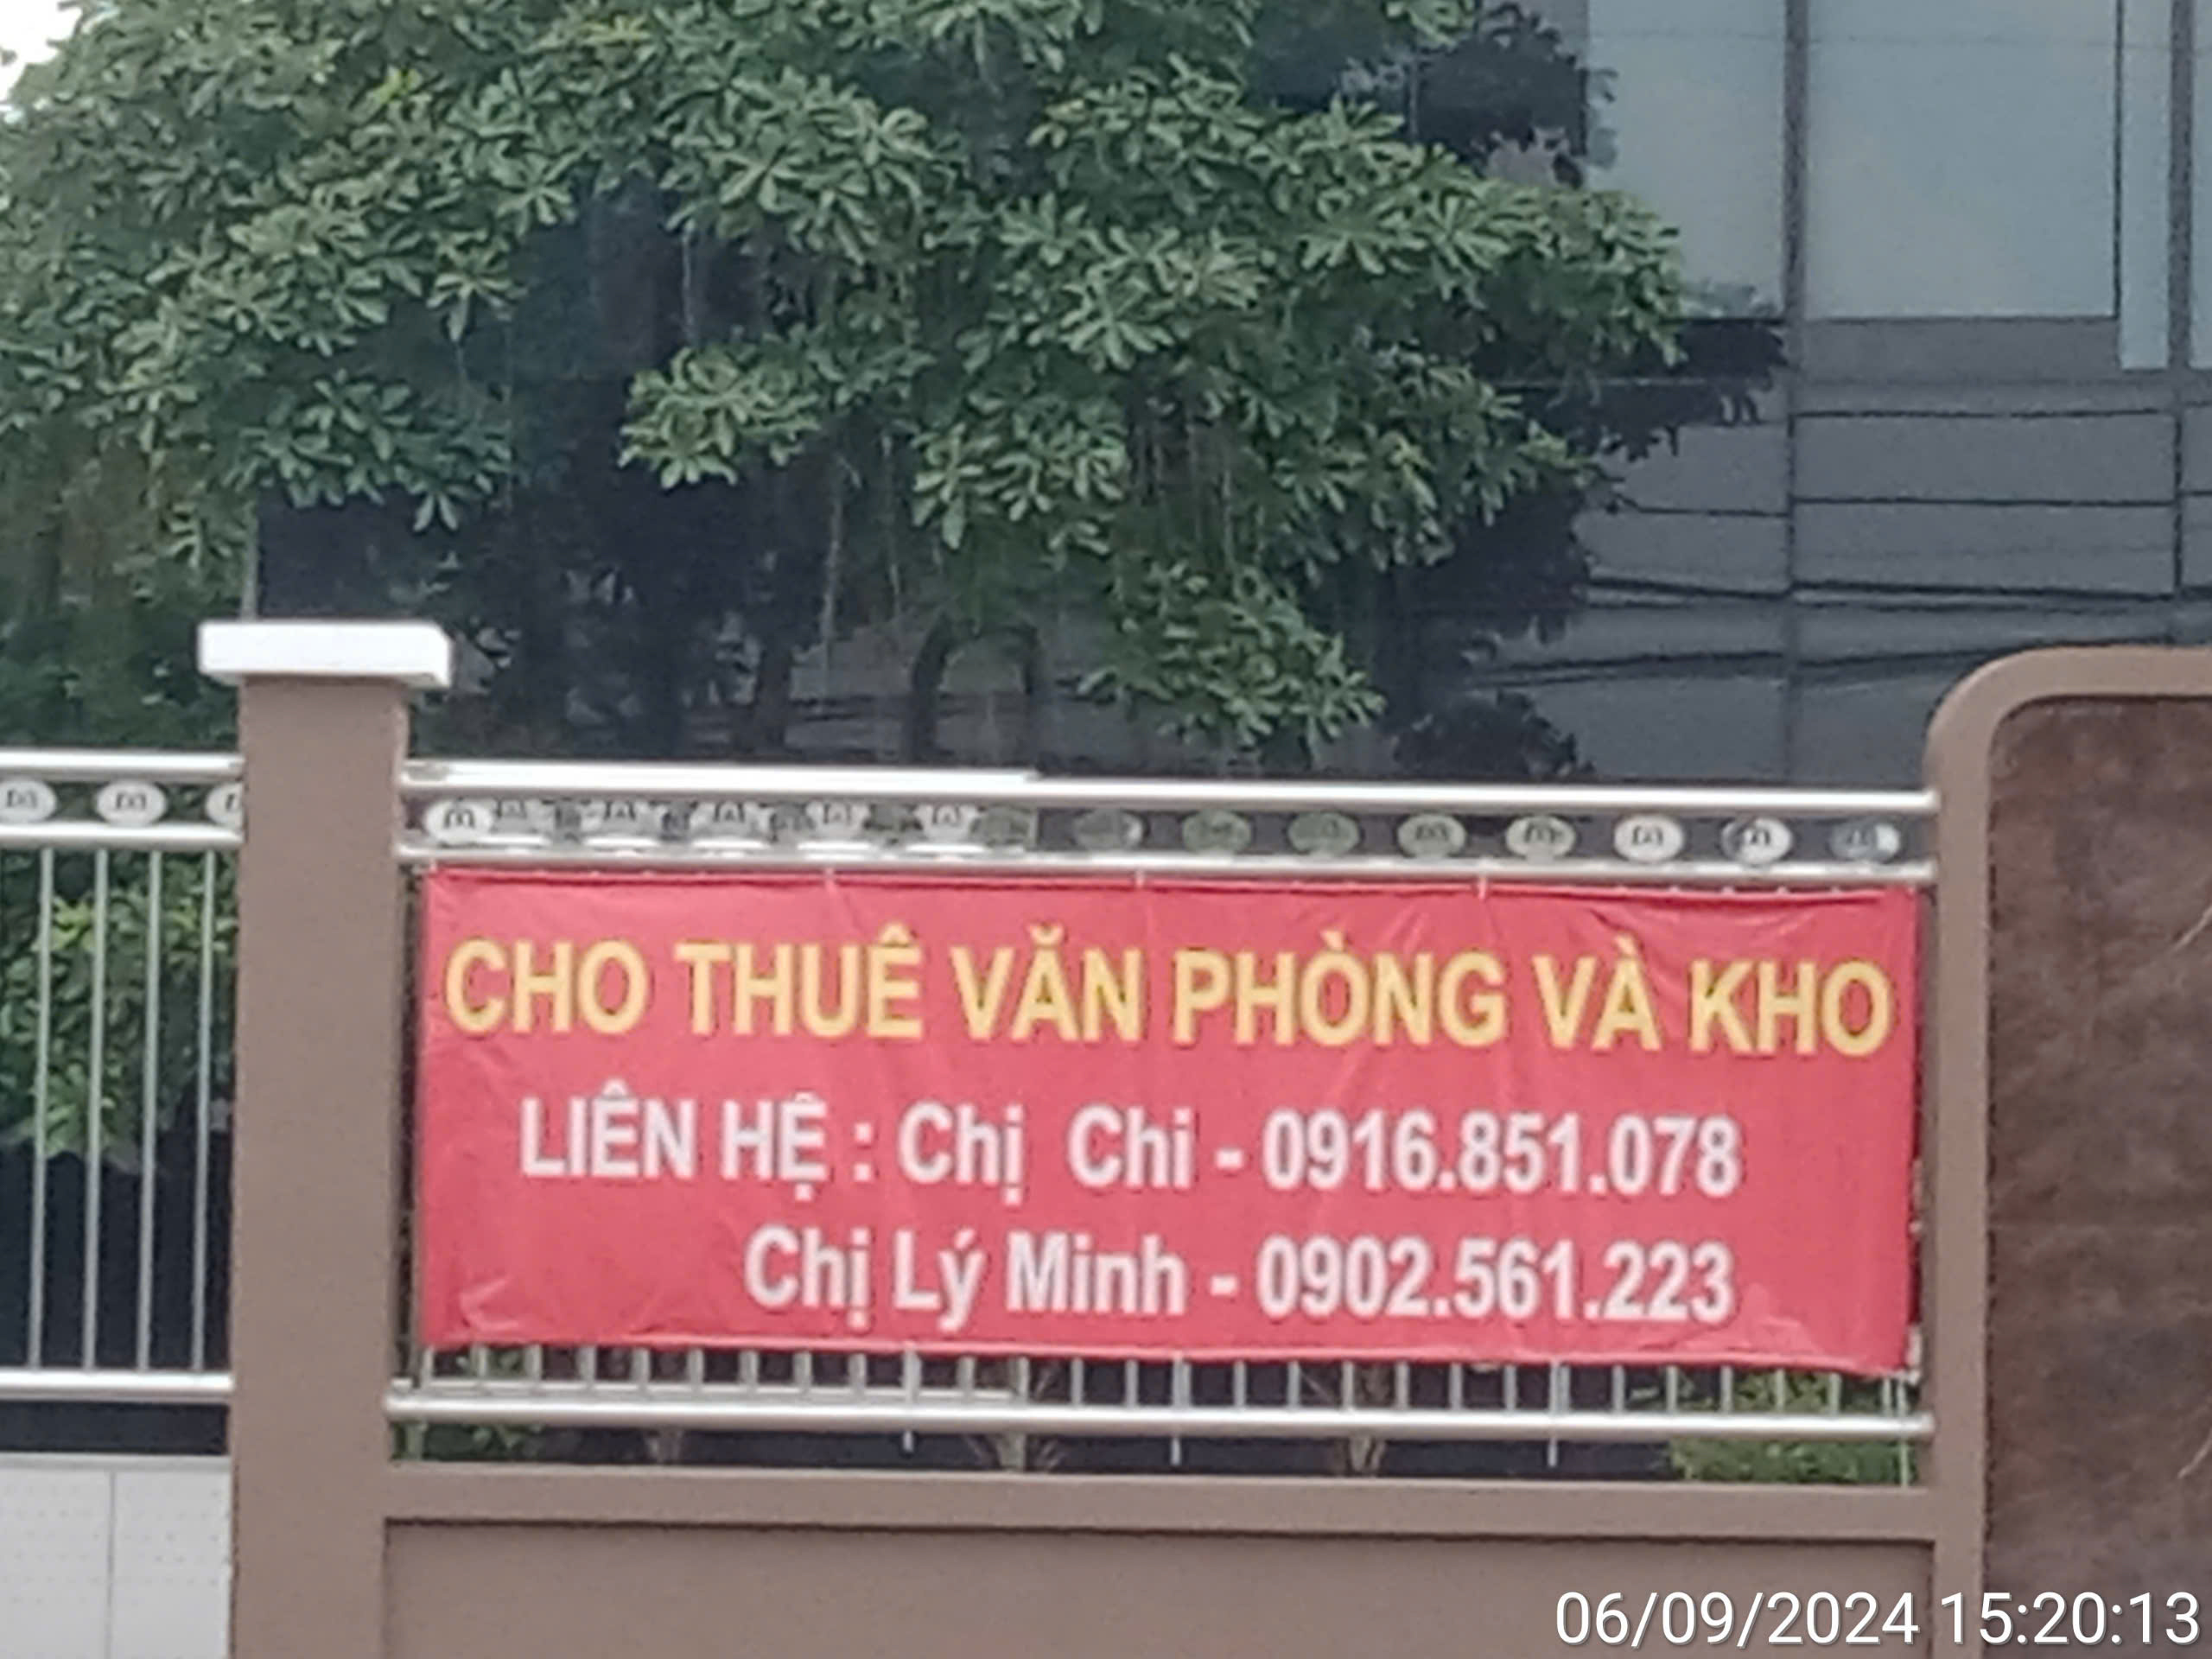 CHO THUÊ VĂN PHÒNG VÀ KHO
LIÊN HỆ : Chị Chi - 0916.851.078
Chị Lý Minh - 0902.561.223
06/09/2024 15:20:13